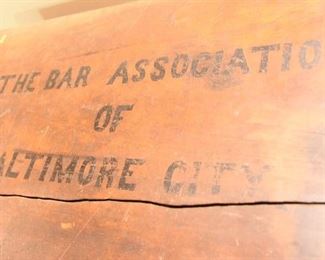 THE BAR ASSOCIATIO
OF
ALTIMORE CITY